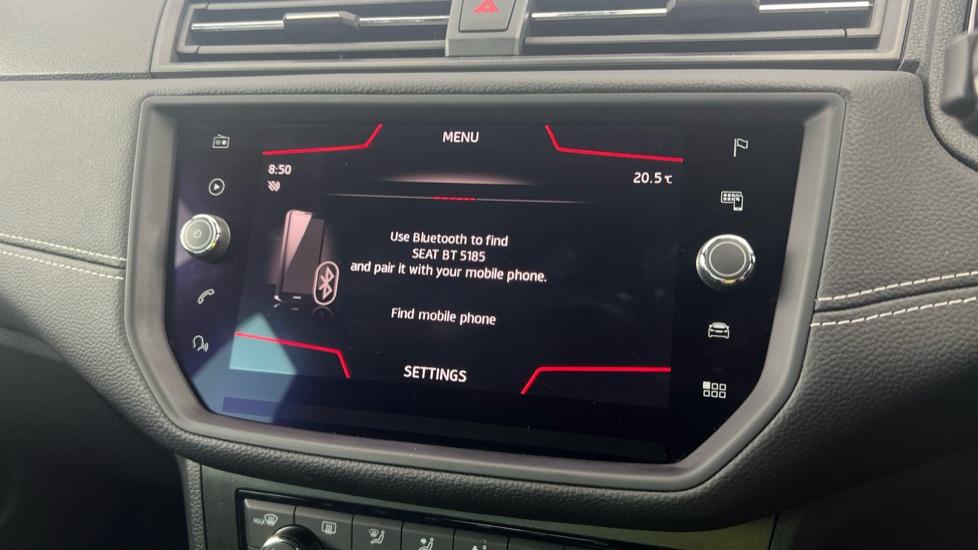 MENU
8:50
20.5℃
Use Bluetooth to find
SEAT BT 5185
and pair it with your mobile phone.
Find mobile phone
SETTINGS
MAX